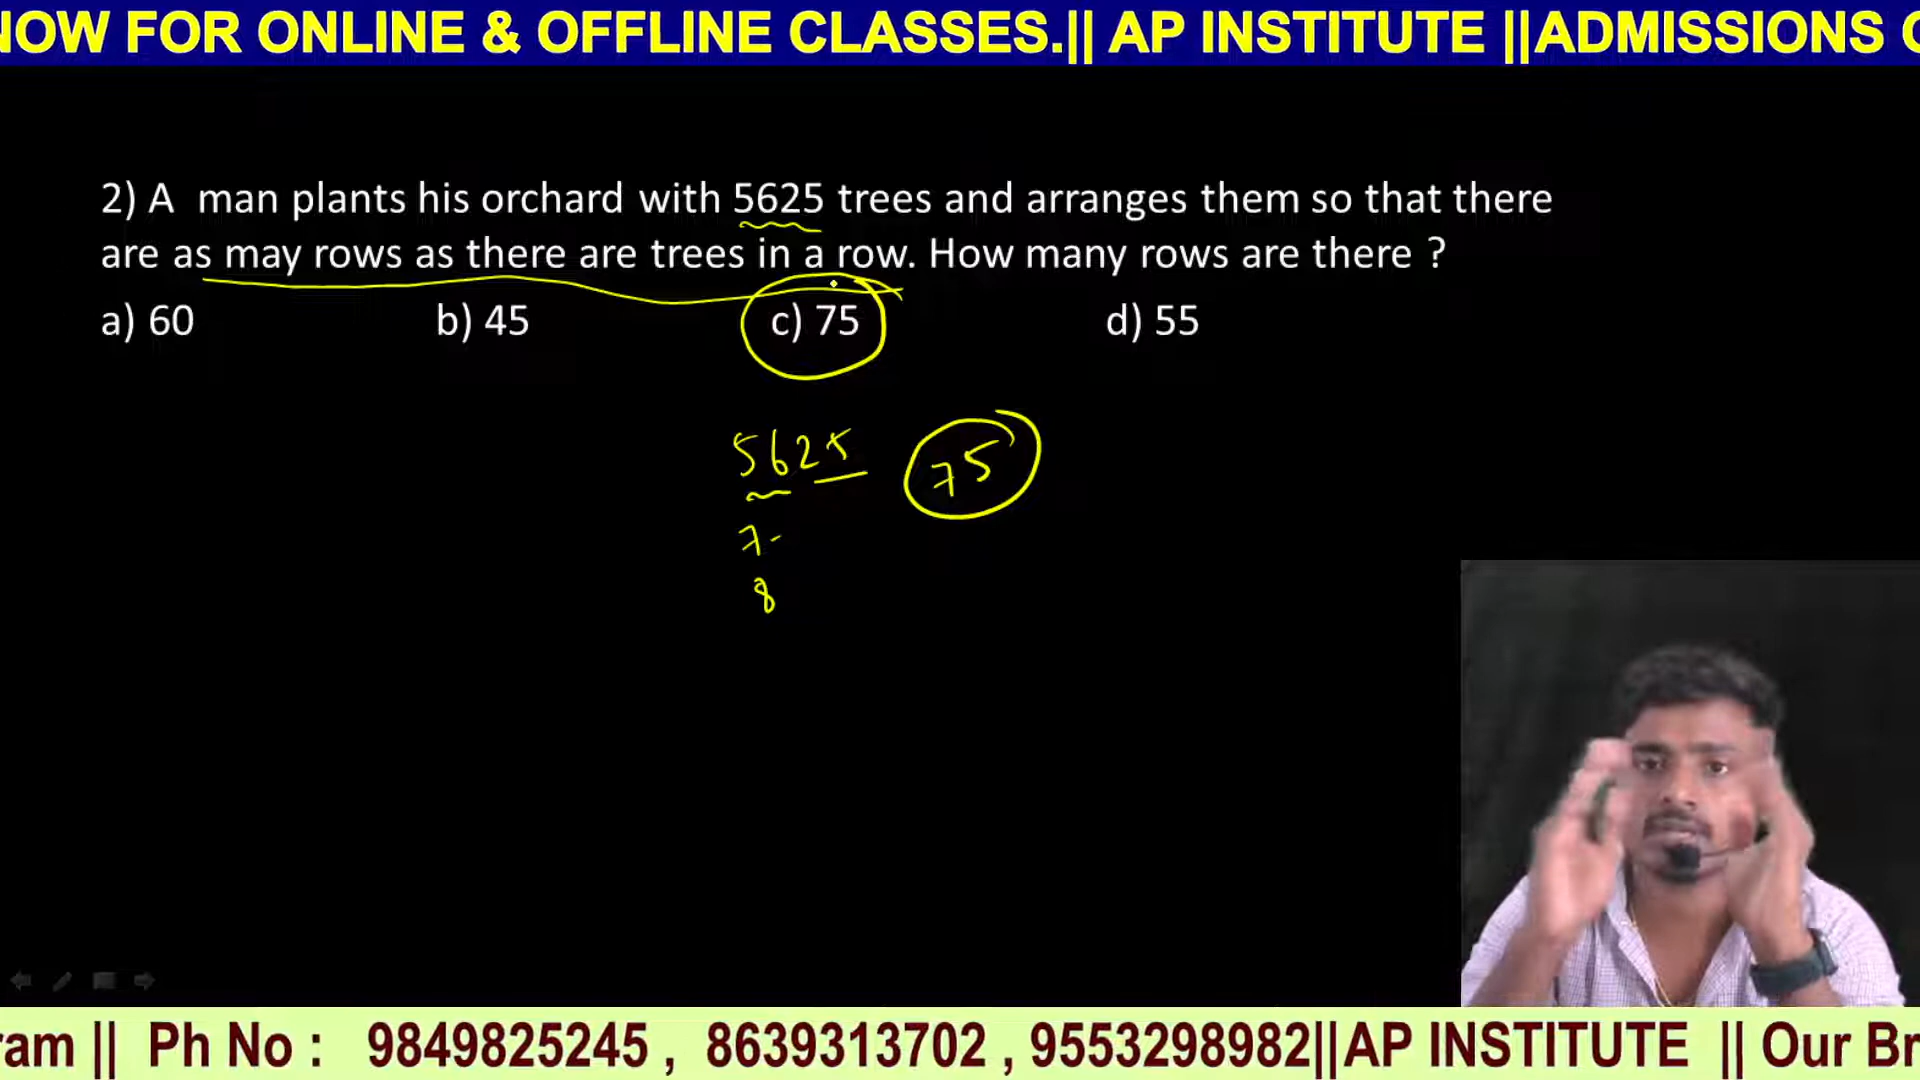 NOW FOR ONLINE & OFFLINE CLASSES.|| AP INSTITUTE ||ADMISSIONS
2) A man plants his orchard with 5625 trees and arranges them so that there
are as may rows as there are trees in a row. How many rows are there ?
a) 60 b) 45 c) 75 d) 55
5625 75
7-
8
ram || Ph No : 9849825245 , 8639313702 , 9553298982||AP INSTITUTE || Our Br